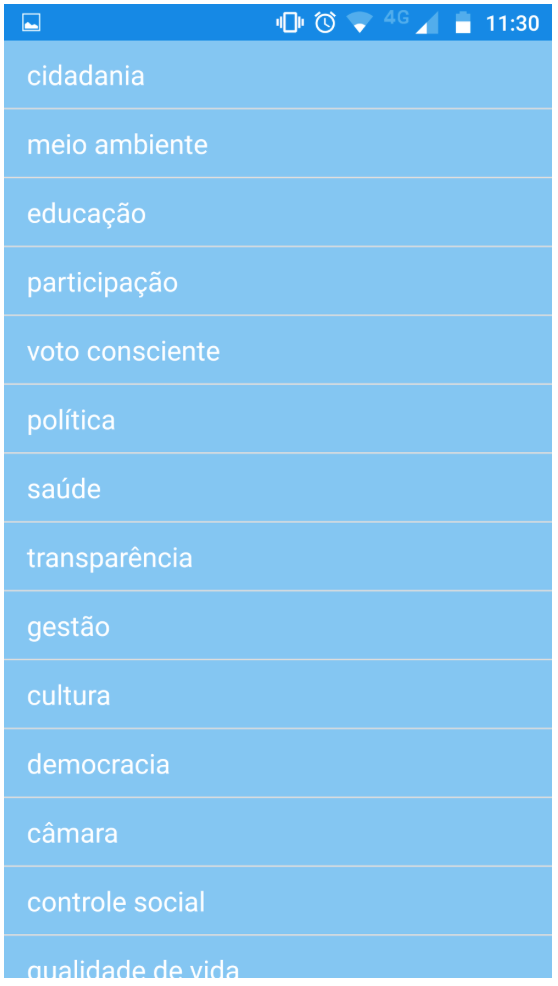 4G 11:30
cidadania
meio ambiente
educação
participação
voto consciente
política
saúde
transparência
gestão
cultura
democracia
câmara
controle social
qualidade de vida